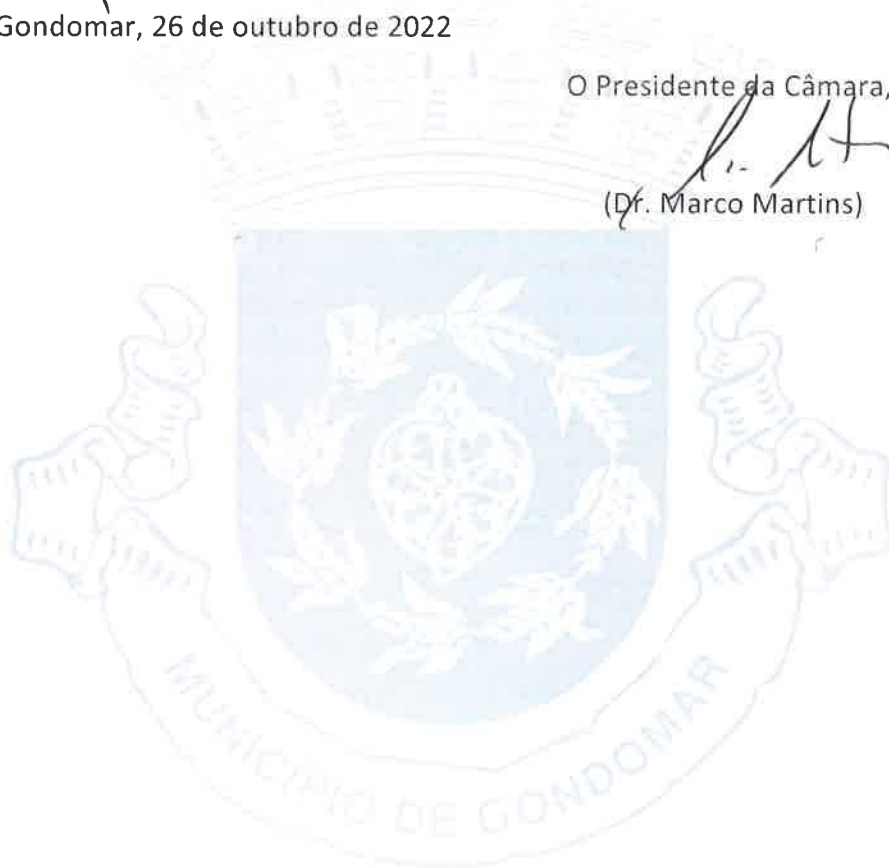 Gondomar, 26 de outubro de 2022
O Presidente da Câmara,
(Dr. Marco Martins)
MUNICÍPIO DE GONDOMAR